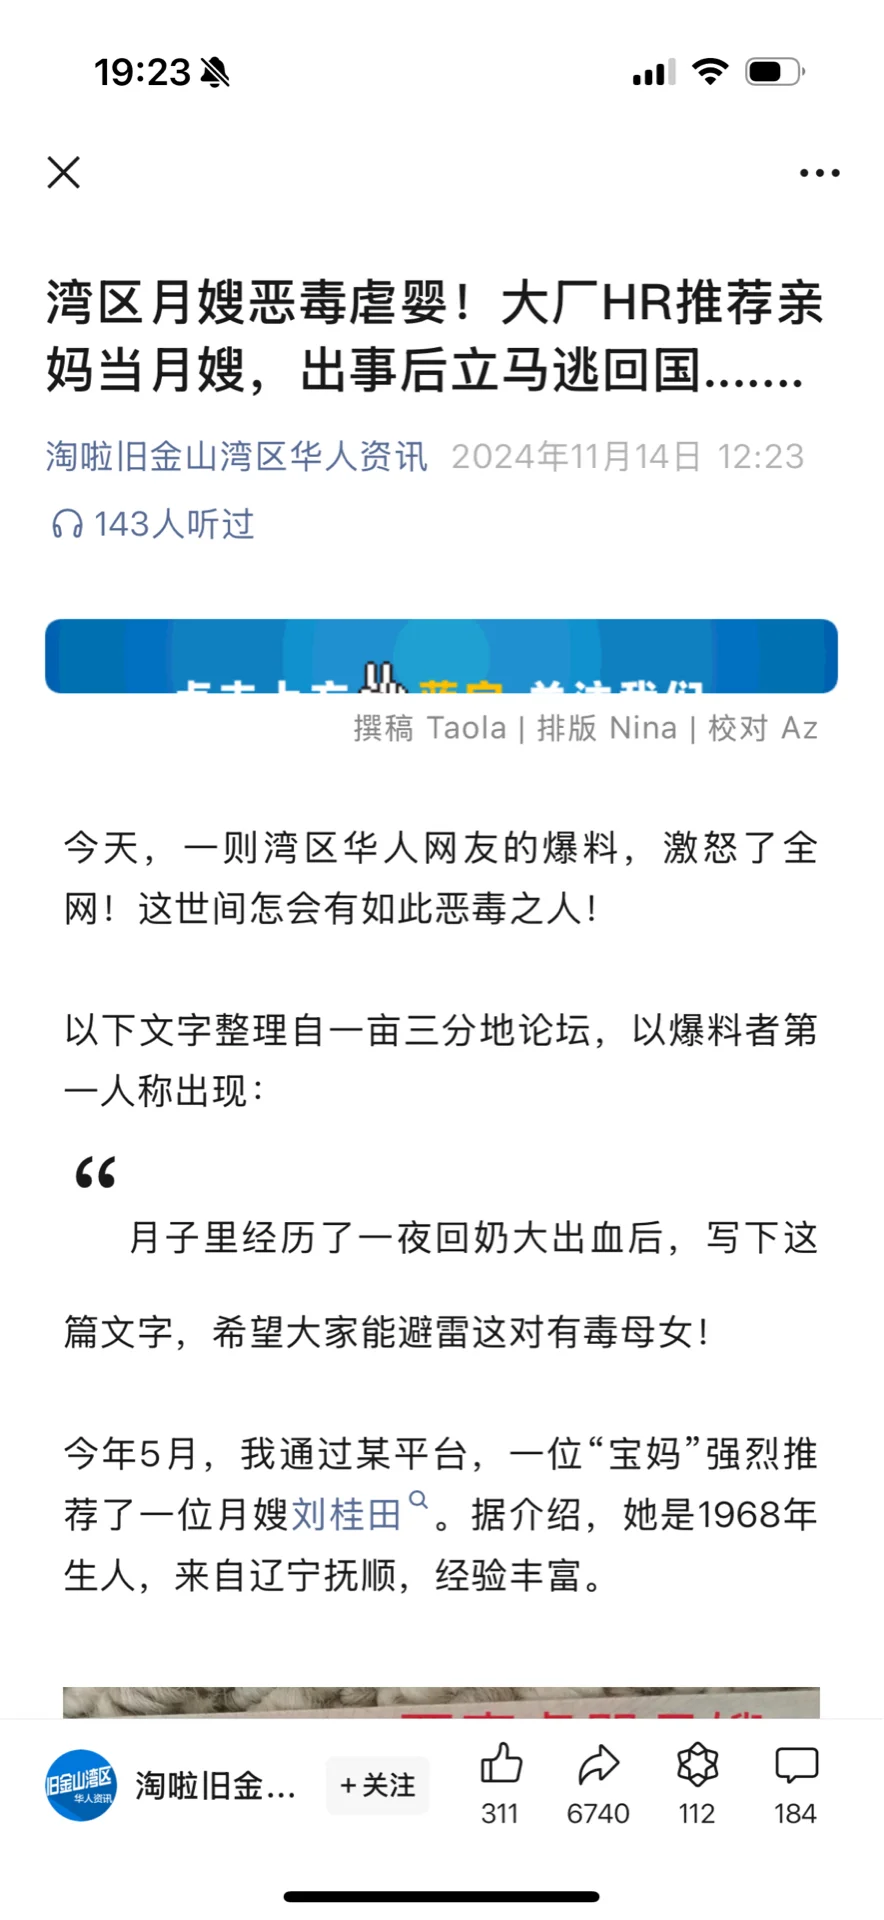 19:23
湾区月嫂恶毒虐婴！大厂HR推荐亲
妈当月嫂，出事后立马逃回国.......
淘啦旧金山湾区华人资讯 2024年11月14日 12:23
143人听过
撰稿 Taola | 排版 Nina | 校对 Az
今天，一则湾区华人网友的爆料，激怒了全
网！这世间怎会有如此恶毒之人！
以下文字整理自一亩三分地论坛，以爆料者第
一人称出现：
“
月子里经历了一夜回奶大出血后，写下这
篇文字，希望大家能避雷这对有毒母女！
今年5月，我通过某平台，一位“宝妈”强烈推
荐了一位月嫂刘桂田。据介绍，她是1968年
生人，来自辽宁抚顺，经验丰富。
旧金山湾区
华人资讯
淘啦旧金...
+关注
311 6740 112 184